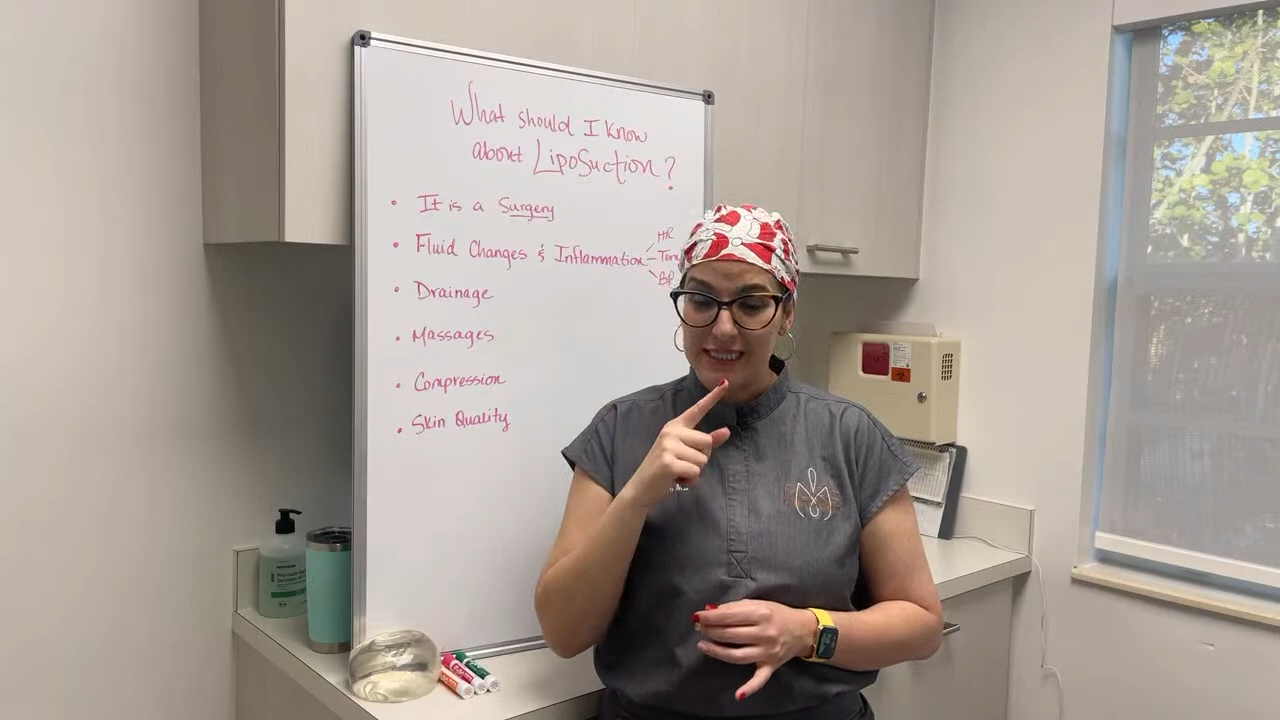 What should I know
about Liposuction?
• It is a Surgery
• Fluid Changes & Inflammation
HR
BP
• Drainage
• Massages
• Compression
• Skin Quality